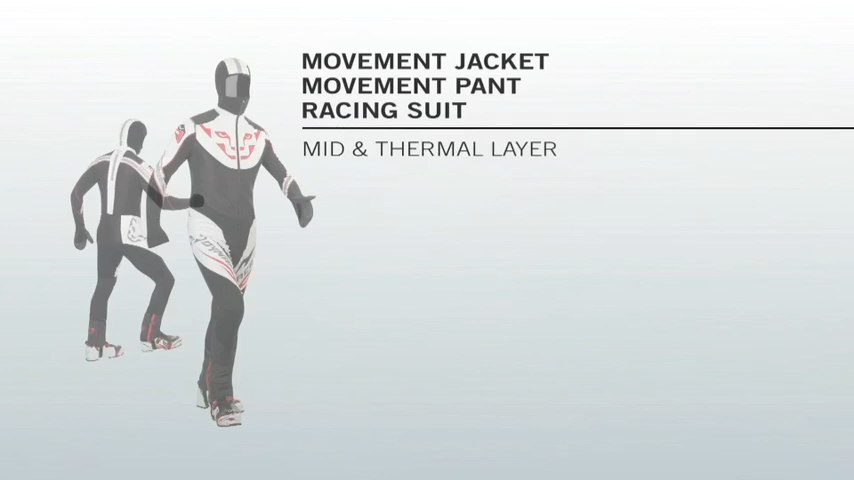 MOVEMENT JACKET
MOVEMENT PANT
RACING SUIT
MID & THERMAL LAYER